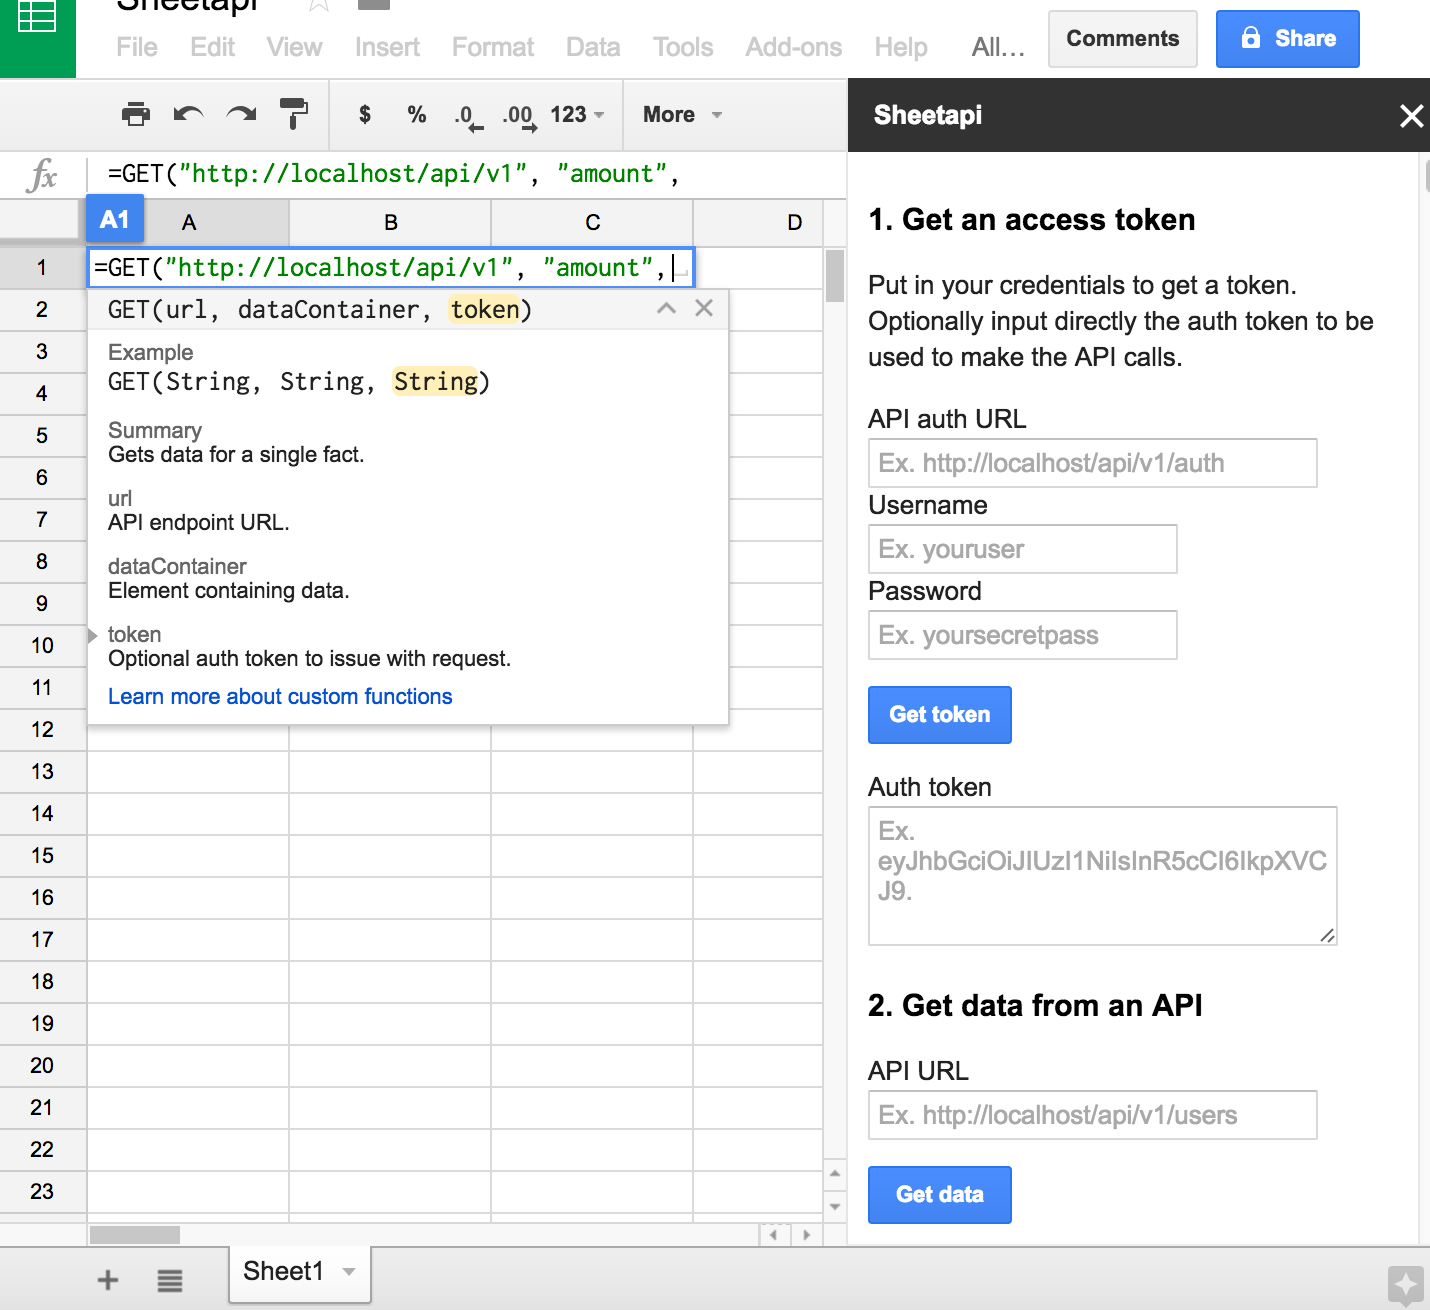 Sheetapi
File Edit View Insert Format Data Tools Add-ons Help All...
Comments
Share
$ % .0 .00 123 More
fx =GET("http://localhost/api/v1", "amount",
A1 A B C D
1 =GET("http://localhost/api/v1", "amount",
2
3
4
5
6
7
8
9
10
11
12
13
14
15
16
17
18
19
20
21
22
23
GET(url, dataContainer, token)
Example
GET(String, String, String)
Summary
Gets data for a single fact.
url
API endpoint URL.
dataContainer
Element containing data.
token
Optional auth token to issue with request.
Learn more about custom functions
Sheet1
Sheetapi
1. Get an access token
Put in your credentials to get a token.
Optionally input directly the auth token to be
used to make the API calls.
API auth URL
Ex. http://localhost/api/v1/auth
Username
Ex. youruser
Password
Ex. yoursecretpass
Get token
Auth token
Ex.
eyJhbGciOiJIUzI1NiIsInR5cCI6IkpXVC
J9.
2. Get data from an API
API URL
Ex. http://localhost/api/v1/users
Get data